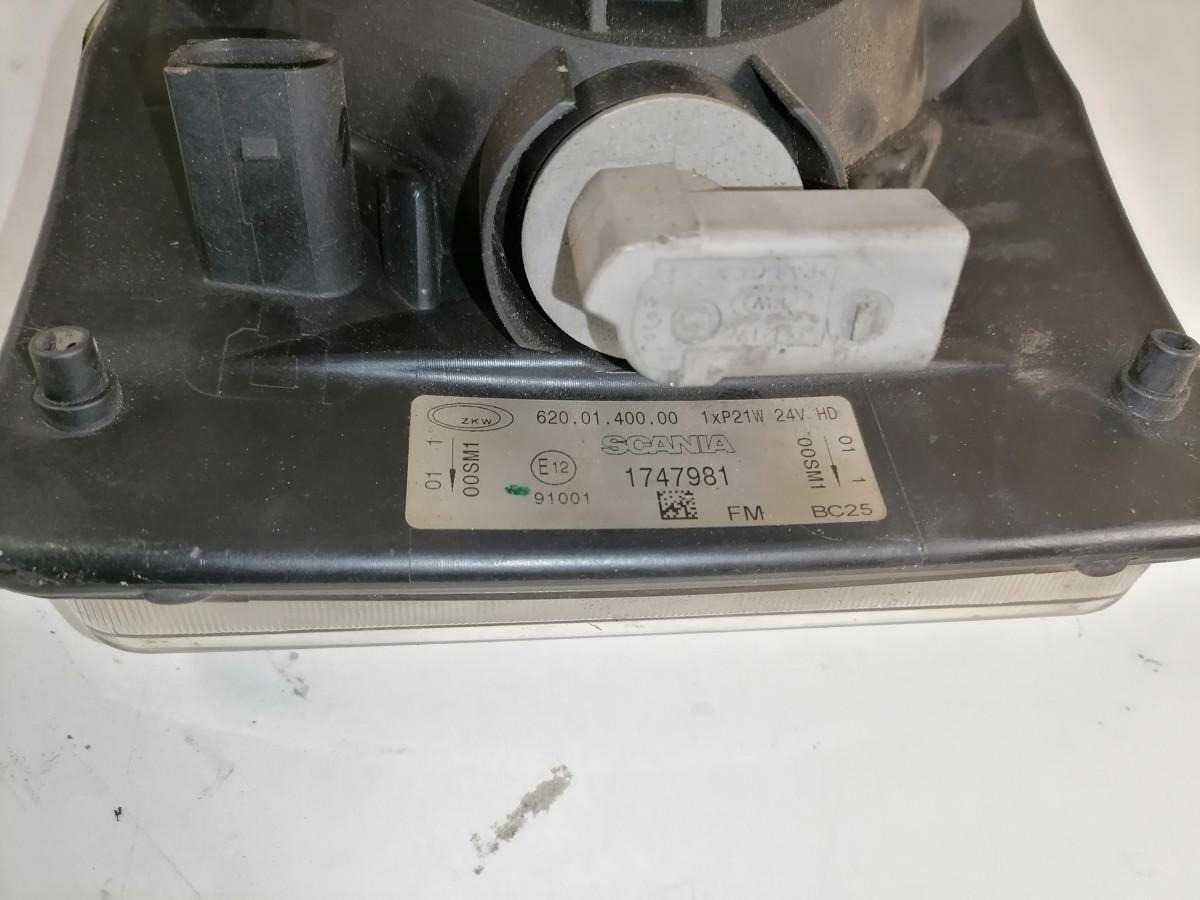 ZKW 620.01.400.00 1xP21W 24V HD
SCANIA
01 1
00SM1
E12
91001
1747981
FM
BC25
01 1
00SM1